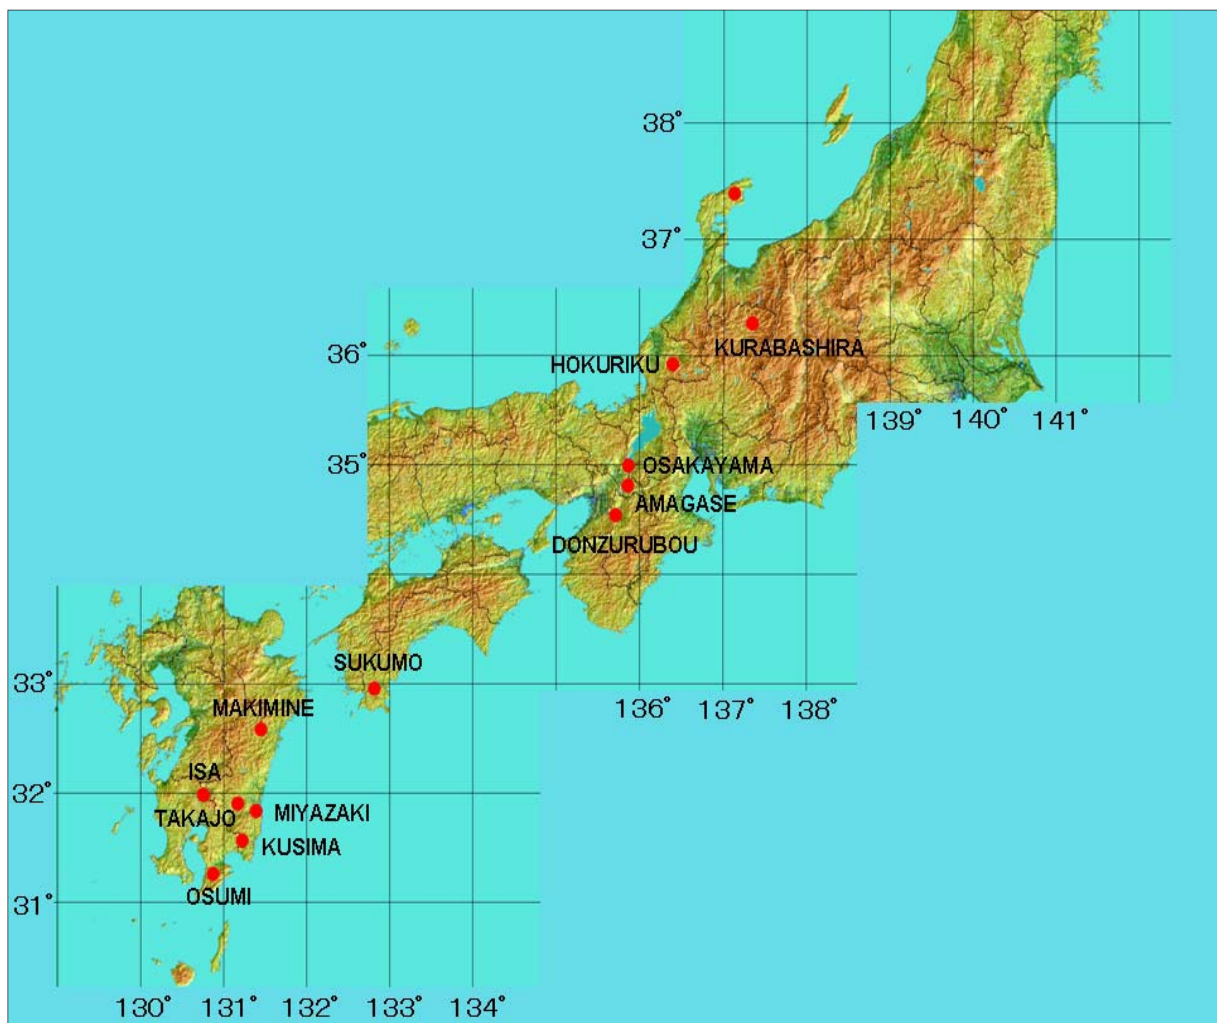 38°
37°
36°
KURABASHIRA
HOKURIKU
139° 140° 141°
35°
OSAKAYAMA
AMAGASE
DONZURUBOU
SUKUMO
33°
136° 137° 138°
MAKIMINE
ISA
32°
TAKAJO
MIYAZAKI
KUSIMA
OSUMI
31°
130° 131° 132° 133° 134°